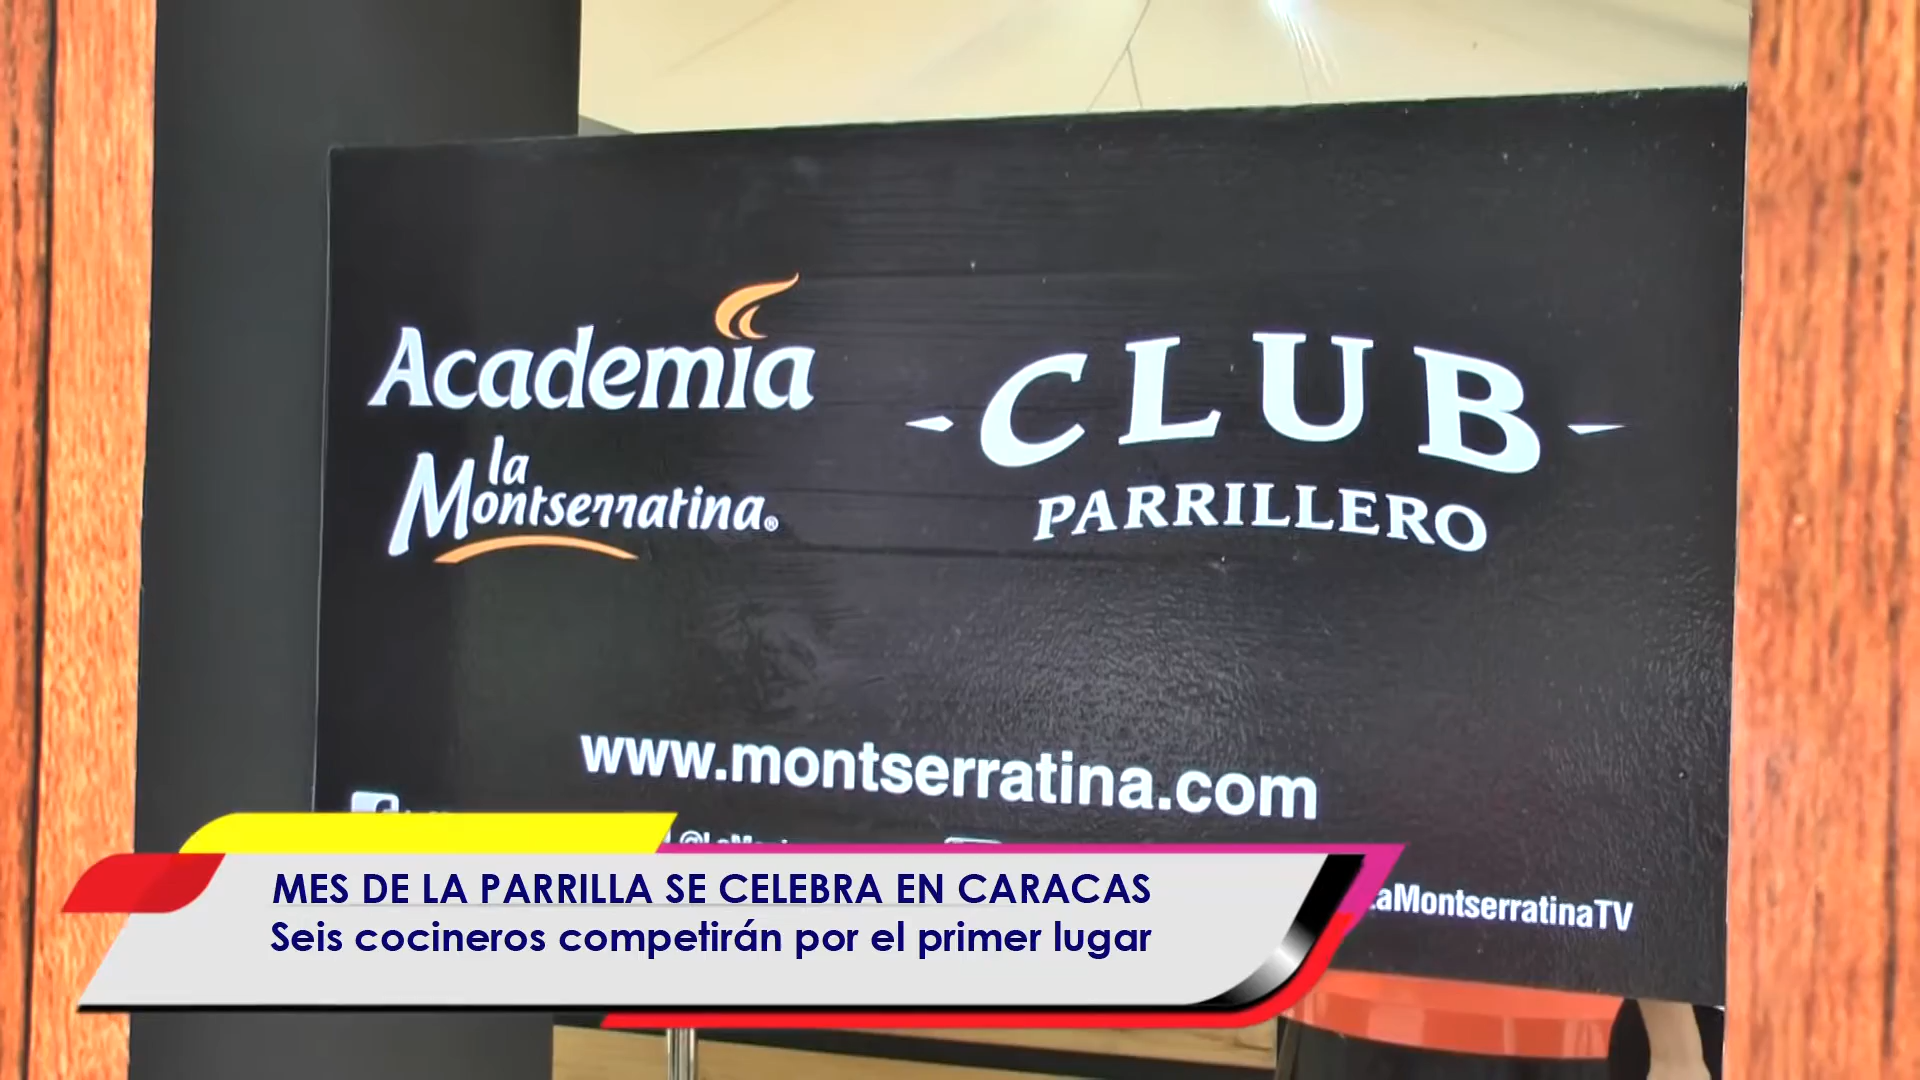 Academia
la
Montserratina®
CLUB
PARRILLERO
www.montserratina.com
LaMontserratinaTV
MES DE LA PARRILLA SE CELEBRA EN CARACAS
Seis cocineros competirán por el primer lugar